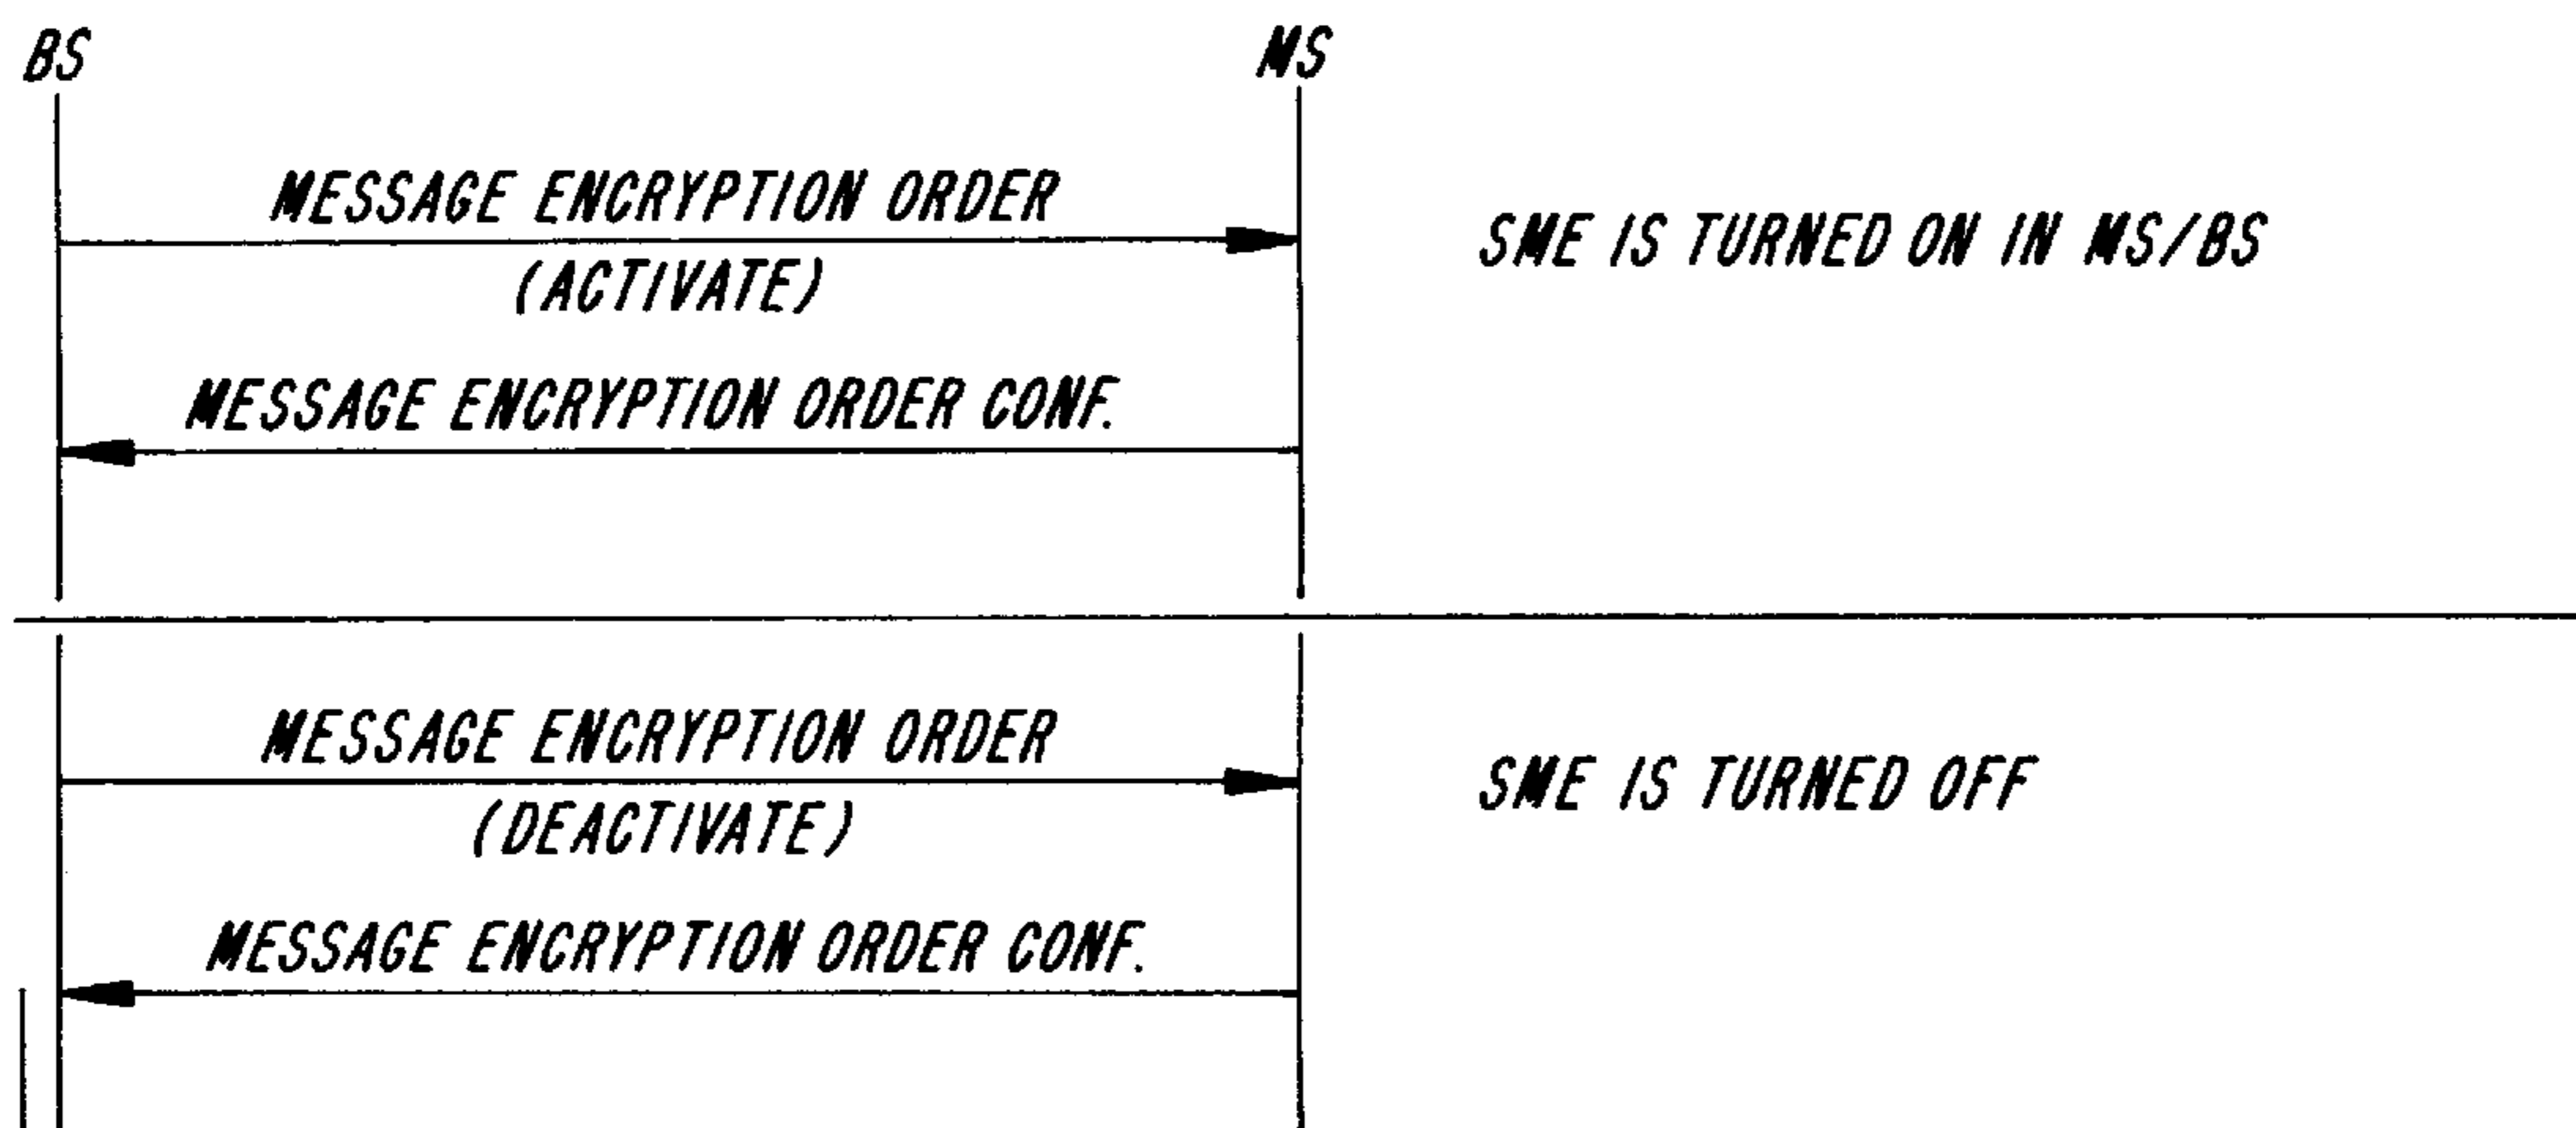 BS
MS
MESSAGE ENCRYPTION ORDER
(ACTIVATE)
SME IS TURNED ON IN MS/BS
MESSAGE ENCRYPTION ORDER CONF.
MESSAGE ENCRYPTION ORDER
(DEACTIVATE)
SME IS TURNED OFF
MESSAGE ENCRYPTION ORDER CONF.